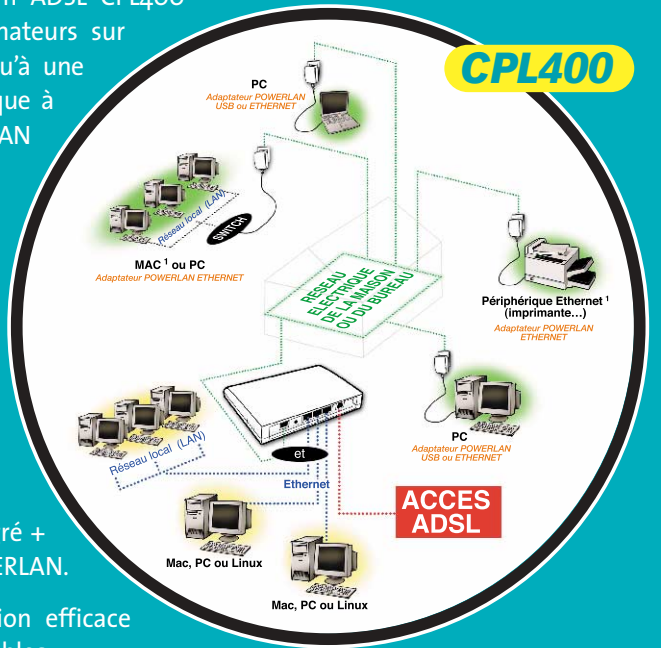 ADSL CPL400
nateurs sur
u'à une
que à
AN
CPL400
PC
Adaptateur POWERLAN
USB ou ETHERNET
Réseau local (LAN)
SWITCH
MAC ¹ ou PC
Adaptateur POWERLAN ETHERNET
RESEAU
ELECTRIQUE
DE LA MAISON
OU DU BUREAU
Périphérique Ethernet ¹
(imprimante...)
Adaptateur POWERLAN
ETHERNET
PC
Adaptateur POWERLAN
USB ou ETHERNET
et
Réseau local (LAN)
Ethernet
ACCES
ADSL
Mac, PC ou Linux
Mac, PC ou Linux
ré +
ERLAN.
ion efficace